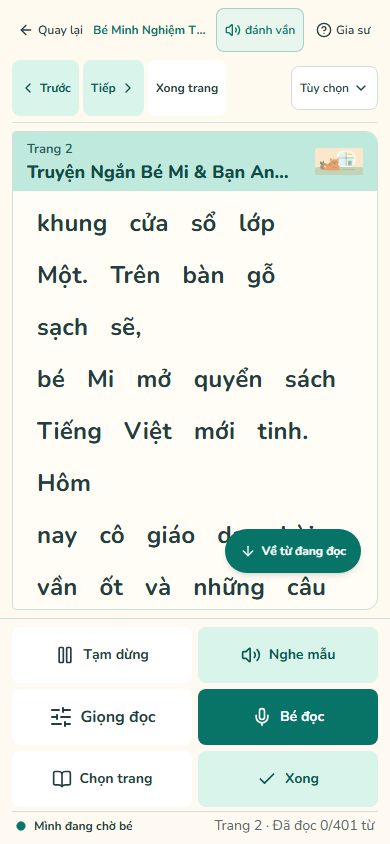 Quay lại Bé Minh Nghiệm T... đánh vần Gia sư
Trước Tiếp Xong trang Tùy chọn
Trang 2
Truyện Ngắn Bé Mi & Bạn An...
khung cửa sổ lớp
Một. Trên bàn gỗ
sạch sẽ,
bé Mi mở quyển sách
Tiếng Việt mới tinh.
Hôm
nay cô giáo
Về từ đang đọc
vần ốt và những câu
Tạm dừng Nghe mẫu
Giọng đọc Bé đọc
Chọn trang Xong
Mình đang chờ bé Trang 2 · Đã đọc 0/401 từ